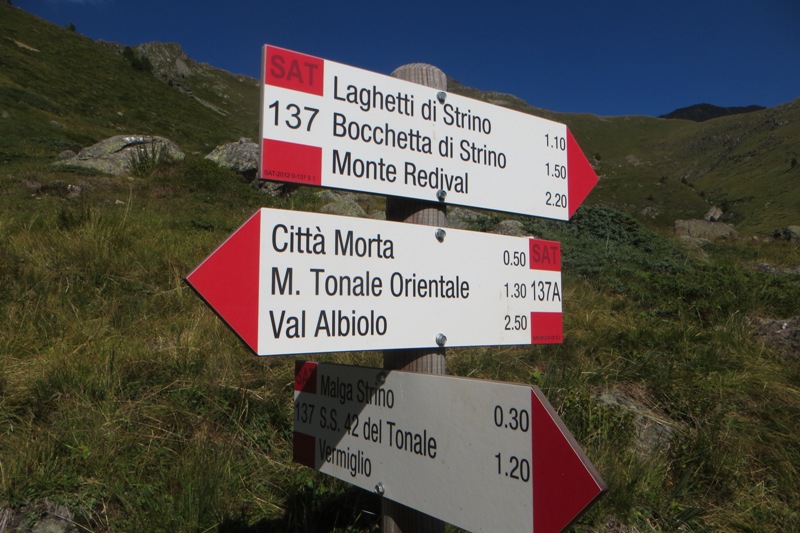 SAT
137
Laghetti di Strino 1.10
Bocchetta di Strino 1.50
Monte Redival 2.20
Città Morta 0.50
M. Tonale Orientale 1.30
Val Albiolo 2.50
SAT
137A
SAT
137
Malga Strino 0.30
S.S. 42 del Tonale
Vermiglio 1.20